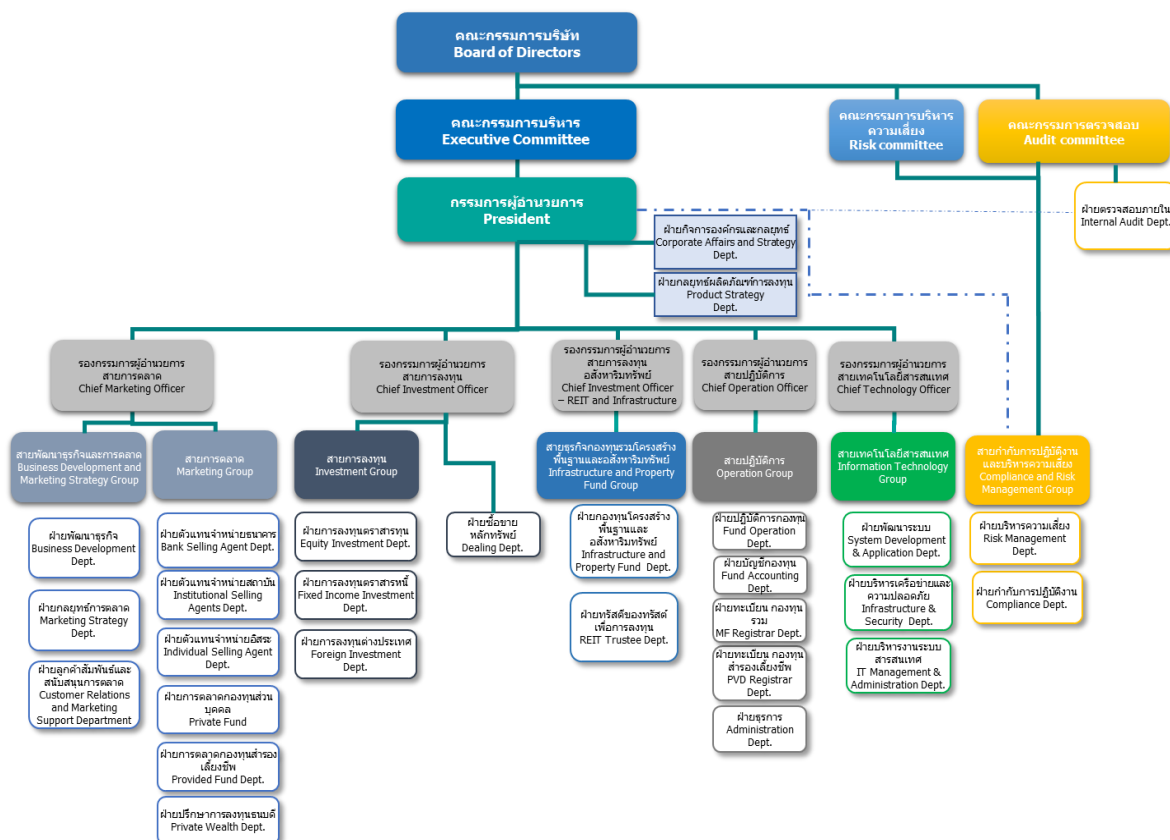 คณะกรรมการบริษัท
Board of Directors
คณะกรรมการบริหาร
Executive Committee
คณะกรรมการบริหาร
ความเสี่ยง
Risk committee
คณะกรรมการตรวจสอบ
Audit committee
กรรมการผู้อำนวยการ
President
ฝ่ายตรวจสอบภายใน
Internal Audit Dept.
ฝ่ายกิจการองค์กรและกลยุทธ์
Corporate Affairs and Strategy
Dept.
ฝ่ายกลยุทธ์ผลิตภัณฑ์การลงทุน
Product Strategy
Dept.
รองกรรมการผู้อำนวยการ
สายการตลาด
Chief Marketing Officer
รองกรรมการผู้อำนวยการ
สายการลงทุน
Chief Investment Officer
รองกรรมการผู้อำนวยการ
สายการลงทุน
อสังหาริมทรัพย์
Chief Investment Officer
– REIT and Infrastructure
รองกรรมการผู้อำนวยการ
สายปฏิบัติการ
Chief Operation Officer
รองกรรมการผู้อำนวยการ
สายเทคโนโลยีสารสนเทศ
Chief Technology Officer
สายพัฒนาธุรกิจและการตลาด
Business Development and
Marketing Strategy Group
สายการตลาด
Marketing Group
สายการลงทุน
Investment Group
สายธุรกิจกองทุนรวมโครงสร้าง
พื้นฐานและอสังหาริมทรัพย์
Infrastructure and Property
Fund Group
สายปฏิบัติการ
Operation Group
สายเทคโนโลยีสารสนเทศ
Information Technology
Group
สายกำกับการปฏิบัติงาน
และบริหารความเสี่ยง
Compliance and Risk
Management Group
ฝ่ายพัฒนาธุรกิจ
Business Development
Dept.
ฝ่ายกลยุทธ์การตลาด
Marketing Strategy
Dept.
ฝ่ายลูกค้าสัมพันธ์และ
สนับสนุนการตลาด
Customer Relations
and Marketing
Support Department
ฝ่ายตัวแทนจำหน่ายธนาคาร
Bank Selling Agent Dept.
ฝ่ายตัวแทนจำหน่ายสถาบัน
Institutional Selling
Agents Dept.
ฝ่ายตัวแทนจำหน่ายอิสระ
Individual Selling Agent
Dept.
ฝ่ายการตลาดกองทุนส่วน
บุคคล
Private Fund
ฝ่ายการตลาดกองทุนสำรอง
เลี้ยงชีพ
Provided Fund Dept.
ฝ่ายปรึกษาการลงทุนธนบดี
Private Wealth Dept.
ฝ่ายการลงทุนตราสารทุน
Equity Investment Dept.
ฝ่ายการลงทุนตราสารหนี้
Fixed Income Investment
Dept.
ฝ่ายการลงทุนต่างประเทศ
Foreign Investment
Dept.
ฝ่ายซื้อขาย
หลักทรัพย์
Dealing Dept.
ฝ่ายกองทุนโครงสร้าง
พื้นฐานและ
อสังหาริมทรัพย์
Infrastructure and
Property Fund Dept.
ฝ่ายทรัสตีของทรัสต์
เพื่อการลงทุน
REIT Trustee Dept.
ฝ่ายปฏิบัติการกองทุน
Fund Operation
Dept.
ฝ่ายบัญชีกองทุน
Fund Accounting
Dept.
ฝ่ายทะเบียน กองทุน
รวม
MF Registrar Dept.
ฝ่ายทะเบียน กองทุน
สำรองเลี้ยงชีพ
PVD Registrar
Dept.
ฝ่ายธุรการ
Administration
Dept.
ฝ่ายพัฒนาระบบ
System Development
& Application Dept.
ฝ่ายบริหารเครือข่ายและ
ความปลอดภัย
Infrastructure &
Security Dept.
ฝ่ายบริหารงานระบบ
สารสนเทศ
IT Management &
Administration Dept.
ฝ่ายบริหารความเสี่ยง
Risk Management
Dept.
ฝ่ายกำกับการปฏิบัติงาน
Compliance Dept.